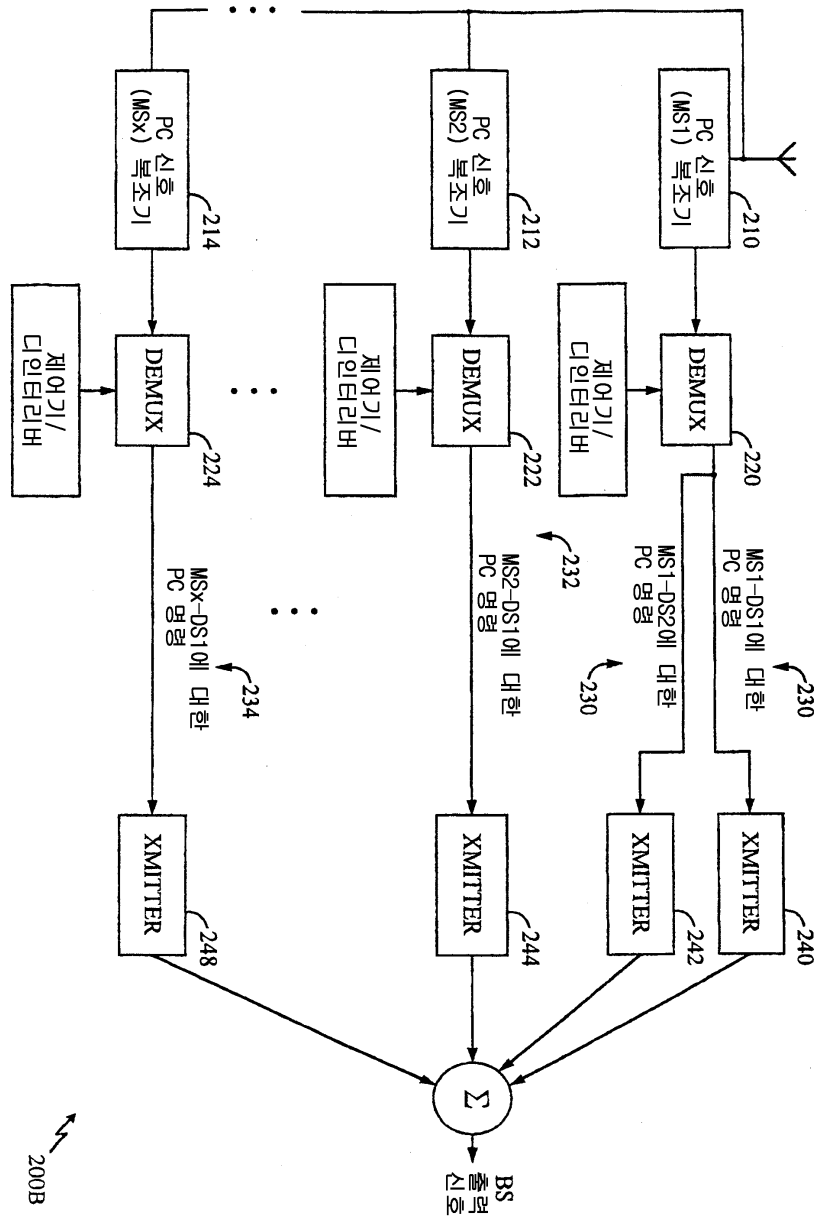 PC 신호
(MS1) 복조기
210
DEMUX
220
제어기/
디인터리버
MS1-DS1에 대한
PC 명령
230
MS1-DS2에 대한
PC 명령
230
XMITTER
240
XMITTER
242
PC 신호
(MS2) 복조기
212
DEMUX
222
제어기/
디인터리버
232
MS2-DS1에 대한
PC 명령
XMITTER
244
Σ
BS
출력
신호
PC 신호
(MSx) 복조기
214
DEMUX
224
제어기/
디인터리버
MSx-DS1에 대한
PC 명령
234
XMITTER
248
200B